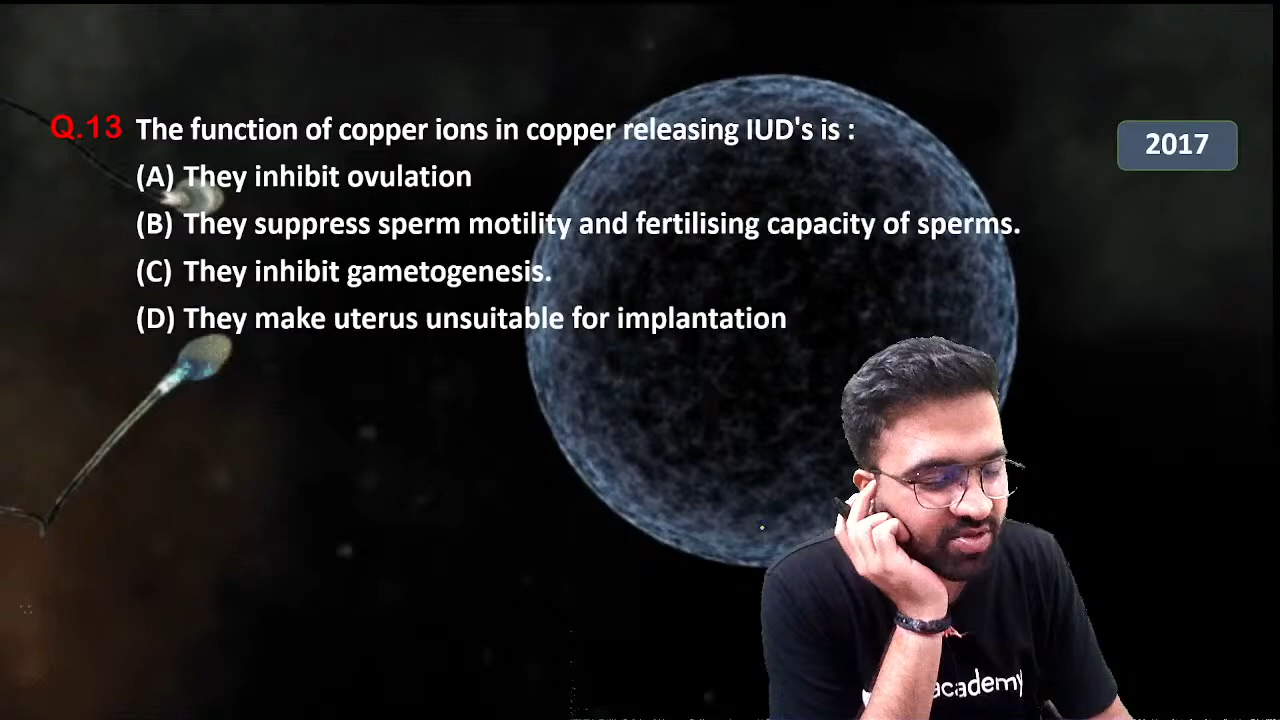 Q.13 The function of copper ions in copper releasing IUD's is :
2017
(A) They inhibit ovulation
(B) They suppress sperm motility and fertilising capacity of sperms.
(C) They inhibit gametogenesis.
(D) They make uterus unsuitable for implantation
academy